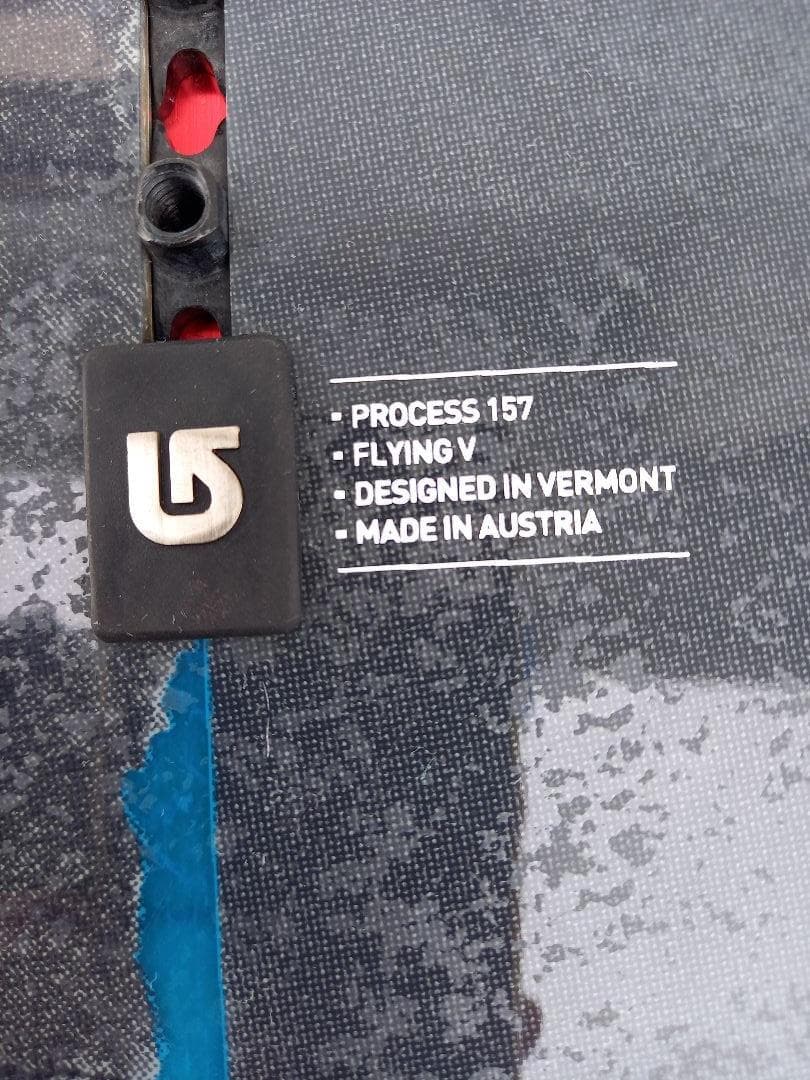 - PROCESS 157
- FLYING V
- DESIGNED IN VERMONT
- MADE IN AUSTRIA